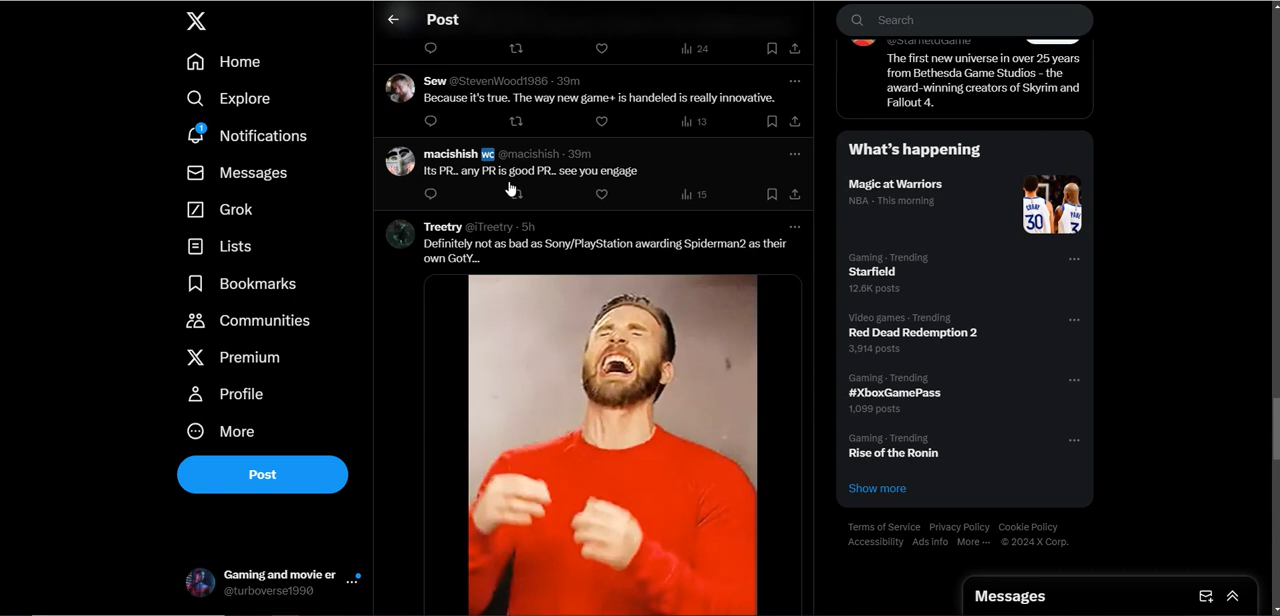 Home
Explore
1
Notifications
Messages
Grok
Lists
Bookmarks
Communities
Premium
Profile
More
Post
Gaming and movie er
@turboverse1990
Post
24
Sew @StevenWood1986 · 39m
Because it's true. The way new game+ is handeled is really innovative.
13
macishish WC @macishish · 39m
Its PR.. any PR is good PR.. see you engage
15
Treetry @iTreetry · 5h
Definitely not as bad as Sony/PlayStation awarding Spiderman2 as their
own GotY...
Search
@StarfieldGame
The first new universe in over 25 years
from Bethesda Game Studios - the
award-winning creators of Skyrim and
Fallout 4.
What's happening
Magic at Warriors
NBA · This morning
30
Gaming · Trending
Starfield
12.6K posts
Video games · Trending
Red Dead Redemption 2
3,914 posts
Gaming · Trending
#XboxGamePass
1,099 posts
Gaming · Trending
Rise of the Ronin
Show more
Terms of Service Privacy Policy Cookie Policy
Accessibility Ads info More ··· © 2024 X Corp.
Messages